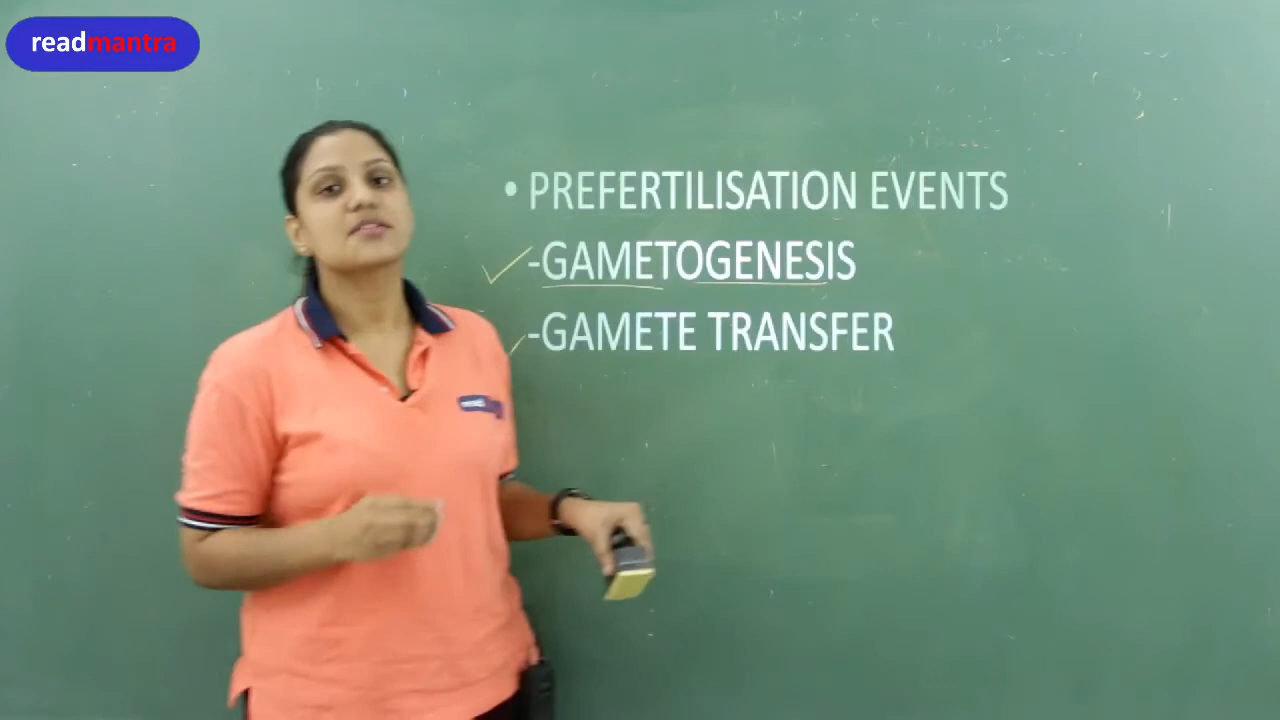 readmantra
• PREFERTILISATION EVENTS
-GAMETOGENESIS
-GAMETE TRANSFER